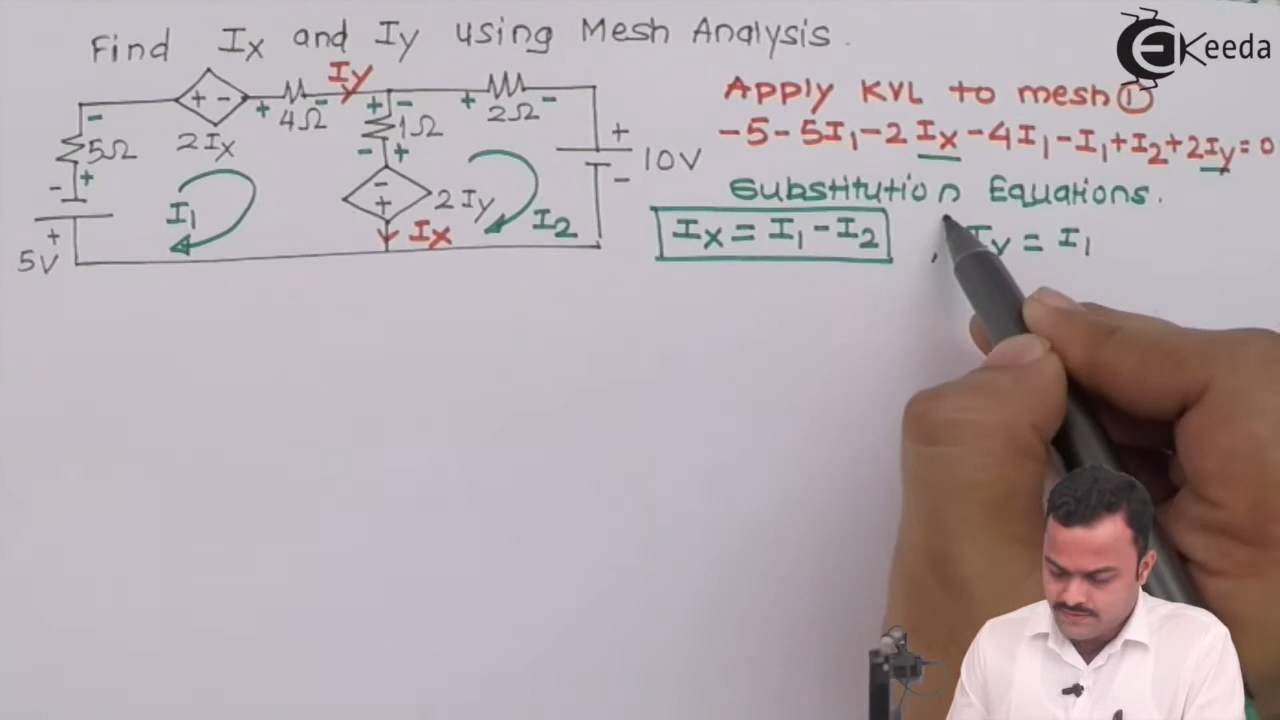 Find Ix and Iy using Mesh Analysis.
EKeeda
Iy
+ -
+ - 4Ω
+ - 1Ω
+ - 2Ω
- 5Ω +
2Ix
- +
- +
2Iy
+ - 10V
I1
Ix
I2
- +
5V
Apply KVL to mesh ①
-5-5I1-2Ix-4I1-I1+I2+2Iy=0
Substitution Equations.
Ix = I1 - I2 , Iy = I1